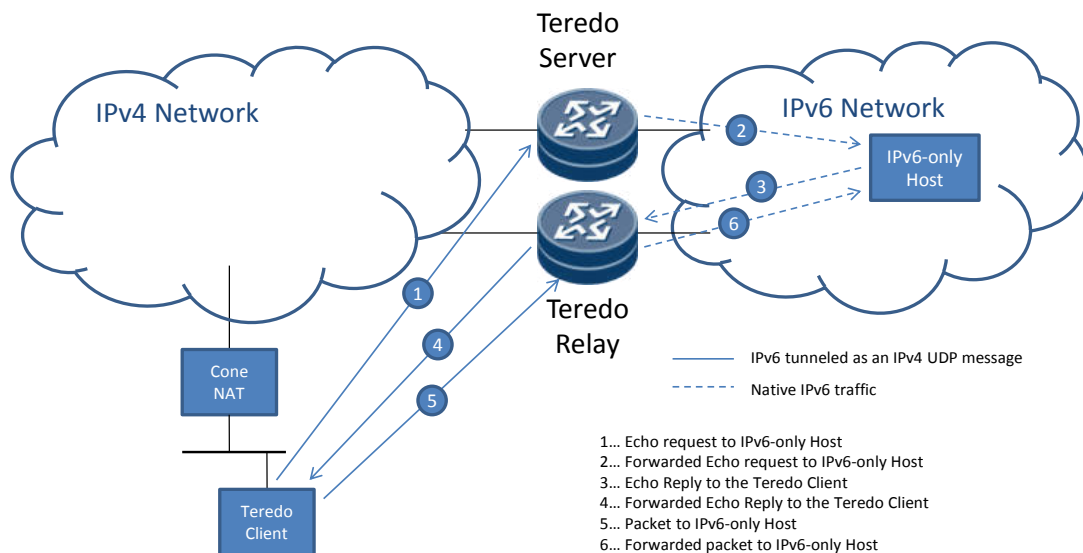 Teredo
Server
IPv4 Network
IPv6 Network
2
IPv6-only
Host
3
6
1
Teredo
Relay
4
5
Cone
NAT
Teredo
Client
IPv6 tunneled as an IPv4 UDP message
Native IPv6 traffic
1... Echo request to IPv6-only Host
2... Forwarded Echo request to IPv6-only Host
3... Echo Reply to the Teredo Client
4... Forwarded Echo Reply to the Teredo Client
5... Packet to IPv6-only Host
6... Forwarded packet to IPv6-only Host